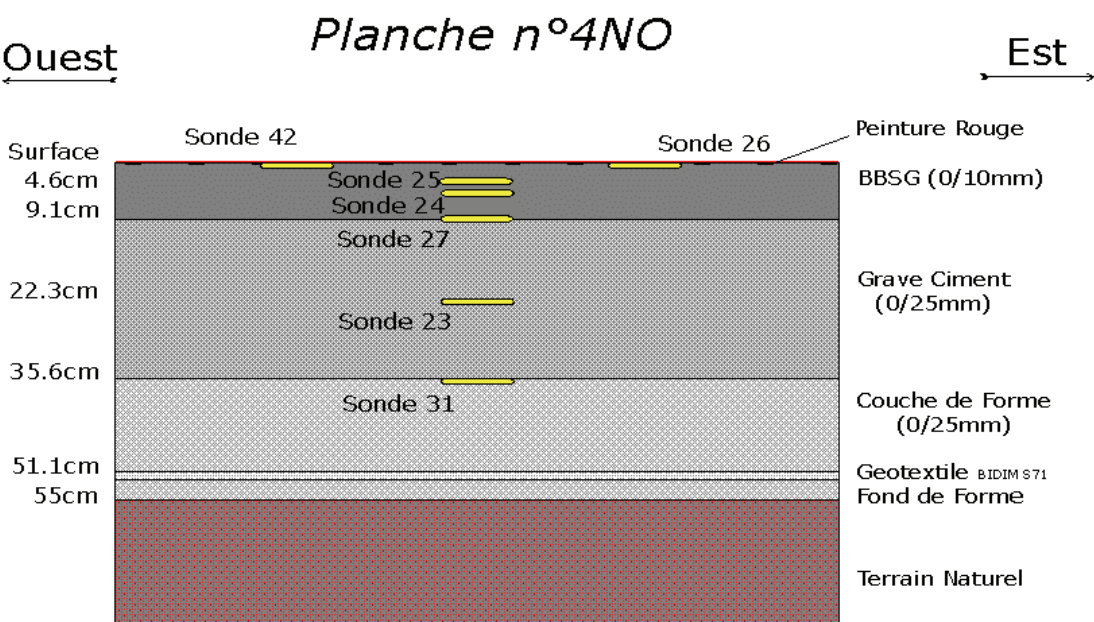 Planche n°4NO
Ouest
Est
Sonde 42
Sonde 26
Peinture Rouge
Surface
4.6cm
Sonde 25
BBSG (0/10mm)
9.1cm
Sonde 24
Sonde 27
22.3cm
Grave Ciment
(0/25mm)
Sonde 23
35.6cm
Sonde 31
Couche de Forme
(0/25mm)
51.1cm
Geotextile BIDIM S71
55cm
Fond de Forme
Terrain Naturel